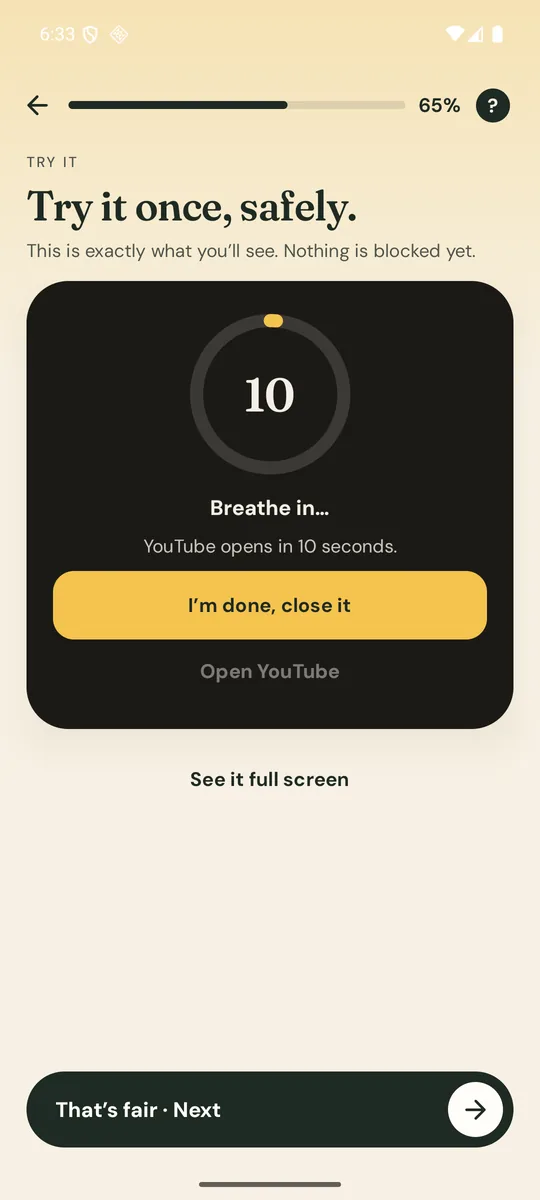 6:33
65%
?
TRY IT
Try it once, safely.
This is exactly what you’ll see. Nothing is blocked yet.
10
Breathe in…
YouTube opens in 10 seconds.
I’m done, close it
Open YouTube
See it full screen
That’s fair · Next